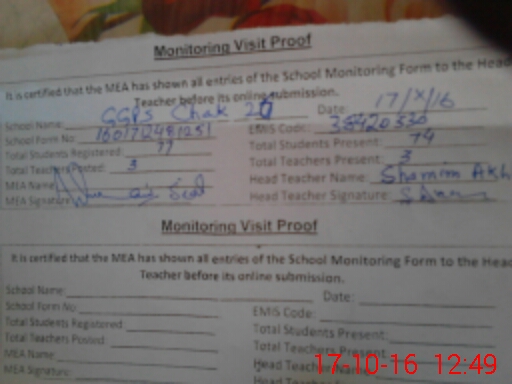 Monitoring Visit Proof
It is certified that the MEA has shown all entries of the School Monitoring Form to the Head
Teacher before its online submission.
School Name: GGPS Chak 20 Date: 17/X/16
School Form No: EMIS Code: 38420330
Total Students Registered: 77 Total Students Present: 74
Total Teachers Posted: 3 Total Teachers Present: 3
MEA Name: Head Teacher Name: Shamim Akh
MEA Signature: Head Teacher Signature:
Monitoring Visit Proof
It is certified that the MEA has shown all entries of the School Monitoring Form to the Head
Teacher before its online submission.
School Name: Date:
School Form No: EMIS Code:
Total Students Registered: Total Students Present:
Total Teachers Posted: Total Teachers Present:
MEA Name: Head Teacher Name:
MEA Signature: Head Teacher
17-10-16 12:49